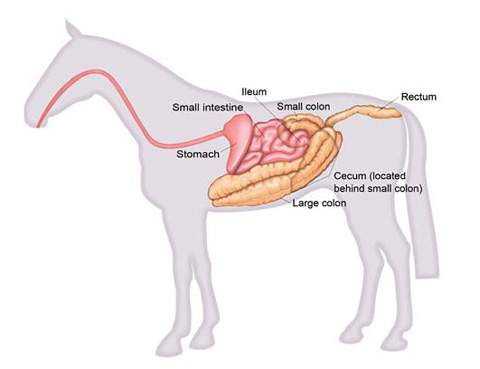 Ileum
Rectum
Small intestine
Small colon
Stomach
Cecum (located
behind small colon)
Large colon